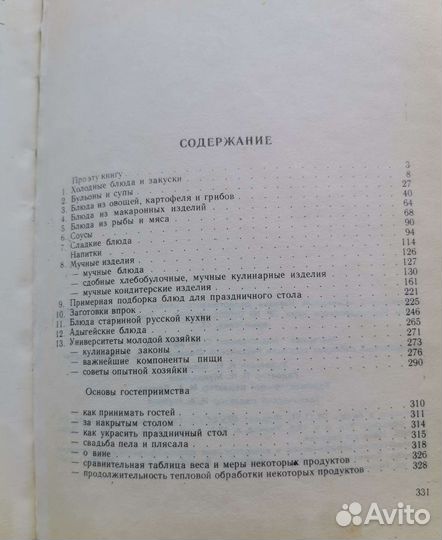 СОДЕРЖАНИЕ
Про эту книгу 3
1. Холодные блюда и закуски 8
2. Бульоны и супы 27
3. Блюда из овощей, картофеля и грибов 40
4. Блюда из макаронных изделий 64
5. Блюда из рыбы и мяса 68
6. Соусы 90
7. Сладкие блюда 94
Напитки 114
8. Мучные изделия 126
— мучные блюда 127
— сдобные хлебобулочные, мучные кулинарные изделия 130
— мучные кондитерские изделия 161
9. Примерная подборка блюд для праздничного стола 221
10. Заготовки впрок 225
11. Блюда старинной русской кухни 246
12. Адыгейские блюда 265
13. Университеты молодой хозяйки 271
— кулинарные законы 273
— важнейшие компоненты пищи 276
— советы опытной хозяйки 290
Основы гостеприимства
— как принимать гостей 310
— за накрытым столом 311
— как украсить праздничный стол 314
— свадьба пела и плясала 315
— о вине 318
— сравнительная таблица веса и меры некоторых продуктов 326
— продолжительность тепловой обработки некоторых продуктов 328
331
Avito